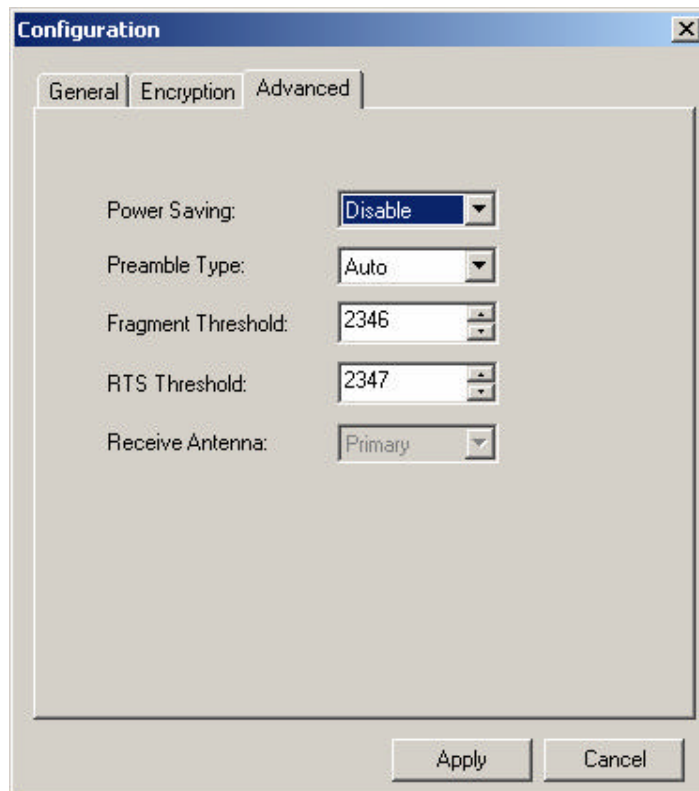 Configuration
General Encryption Advanced
Power Saving: Disable
Preamble Type: Auto
Fragment Threshold: 2346
RTS Threshold: 2347
Receive Antenna: Primary
Apply Cancel